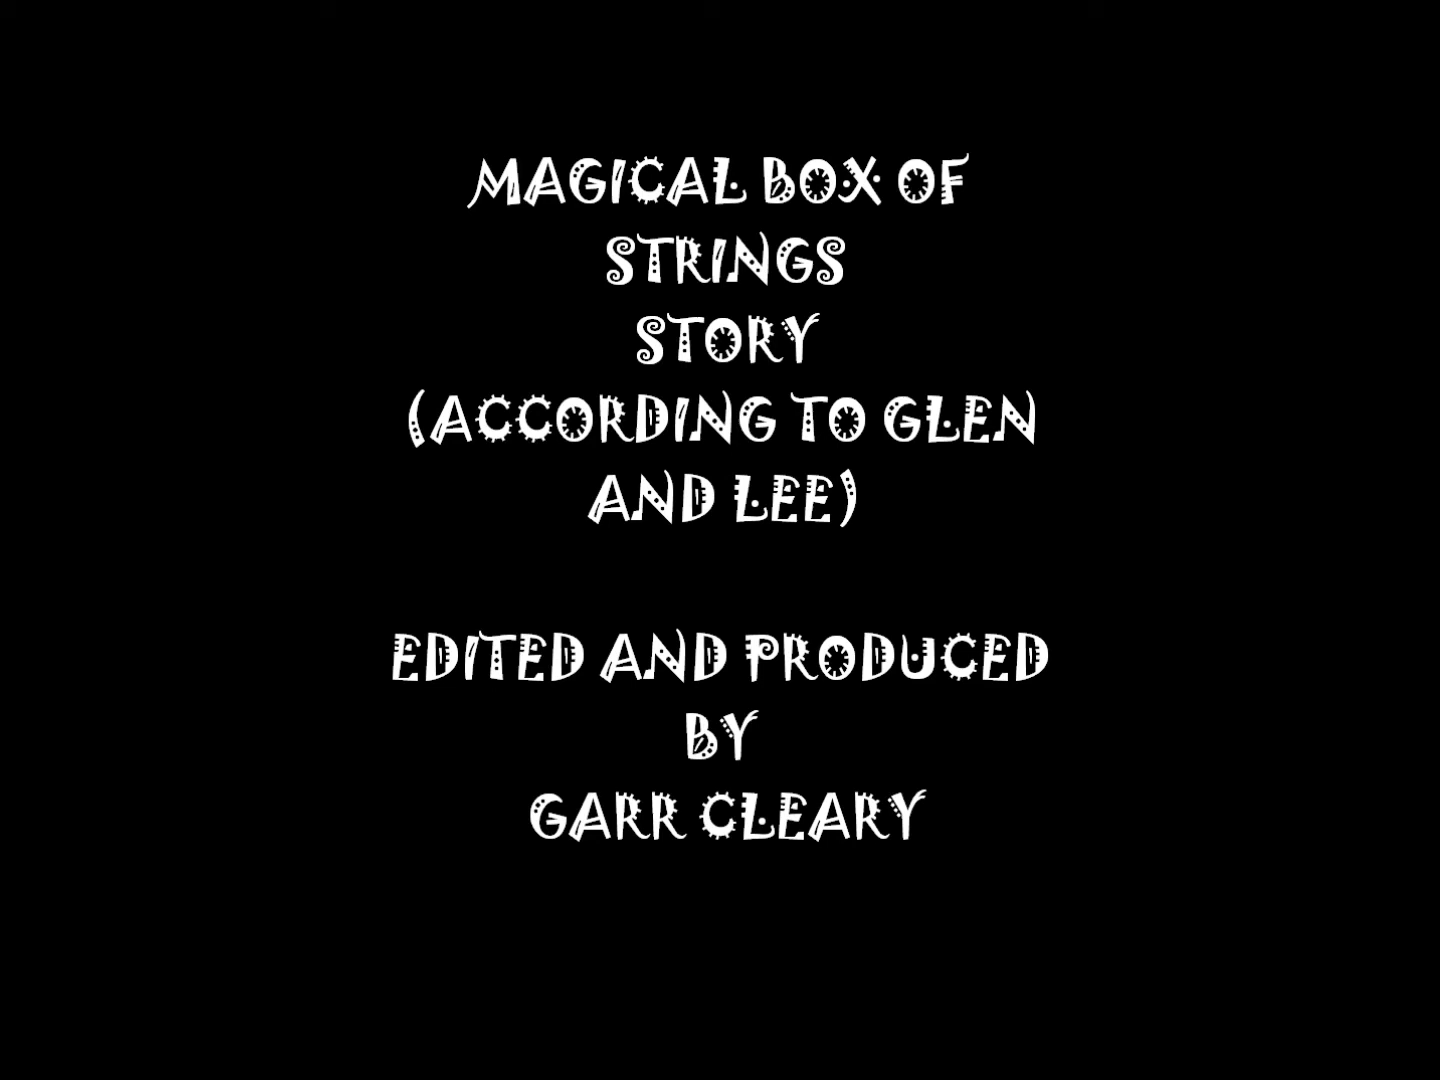 MAGICAL BOX OF
STRINGS
STORY
(ACCORDING TO GLEN
AND LEE)
EDITED AND PRODUCED
BY
GARR CLEARY